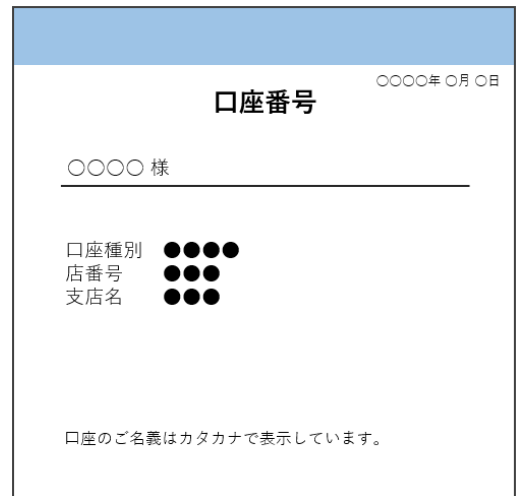 ○○○○年 ○月 ○日
口座番号
○○○○ 様
口座種別 ●●●●
店番号 ●●●
支店名 ●●●
口座のご名義はカタカナで表示しています。